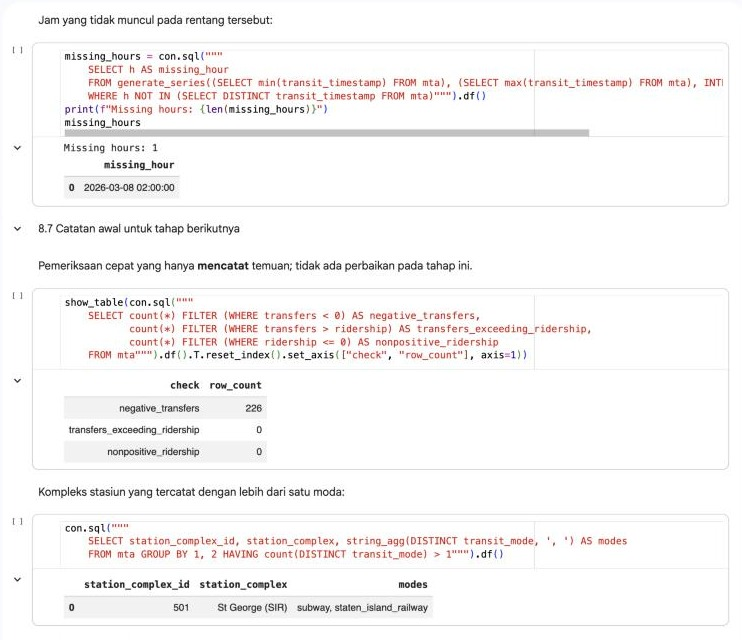 Jam yang tidak muncul pada rentang tersebut:
[ ]
missing_hours = con.sql("""
SELECT h AS missing_hour
FROM generate_series((SELECT min(transit_timestamp) FROM mta), (SELECT max(transit_timestamp) FROM mta), INT
WHERE h NOT IN (SELECT DISTINCT transit_timestamp FROM mta)""").df()
print(f"Missing hours: {len(missing_hours)}")
missing_hours
Missing hours: 1
missing_hour
0 2026-03-08 02:00:00
8.7 Catatan awal untuk tahap berikutnya
Pemeriksaan cepat yang hanya mencatat temuan; tidak ada perbaikan pada tahap ini.
[ ]
show_table(con.sql("""
SELECT count(*) FILTER (WHERE transfers < 0) AS negative_transfers,
count(*) FILTER (WHERE transfers > ridership) AS transfers_exceeding_ridership,
count(*) FILTER (WHERE ridership <= 0) AS nonpositive_ridership
FROM mta""").df().T.reset_index().set_axis(["check", "row_count"], axis=1))
check row_count
negative_transfers 226
transfers_exceeding_ridership 0
nonpositive_ridership 0
Kompleks stasiun yang tercatat dengan lebih dari satu moda:
[ ]
con.sql("""
SELECT station_complex_id, station_complex, string_agg(DISTINCT transit_mode, ', ') AS modes
FROM mta GROUP BY 1, 2 HAVING count(DISTINCT transit_mode) > 1""").df()
station_complex_id station_complex modes
0 501 St George (SIR) subway, staten_island_railway